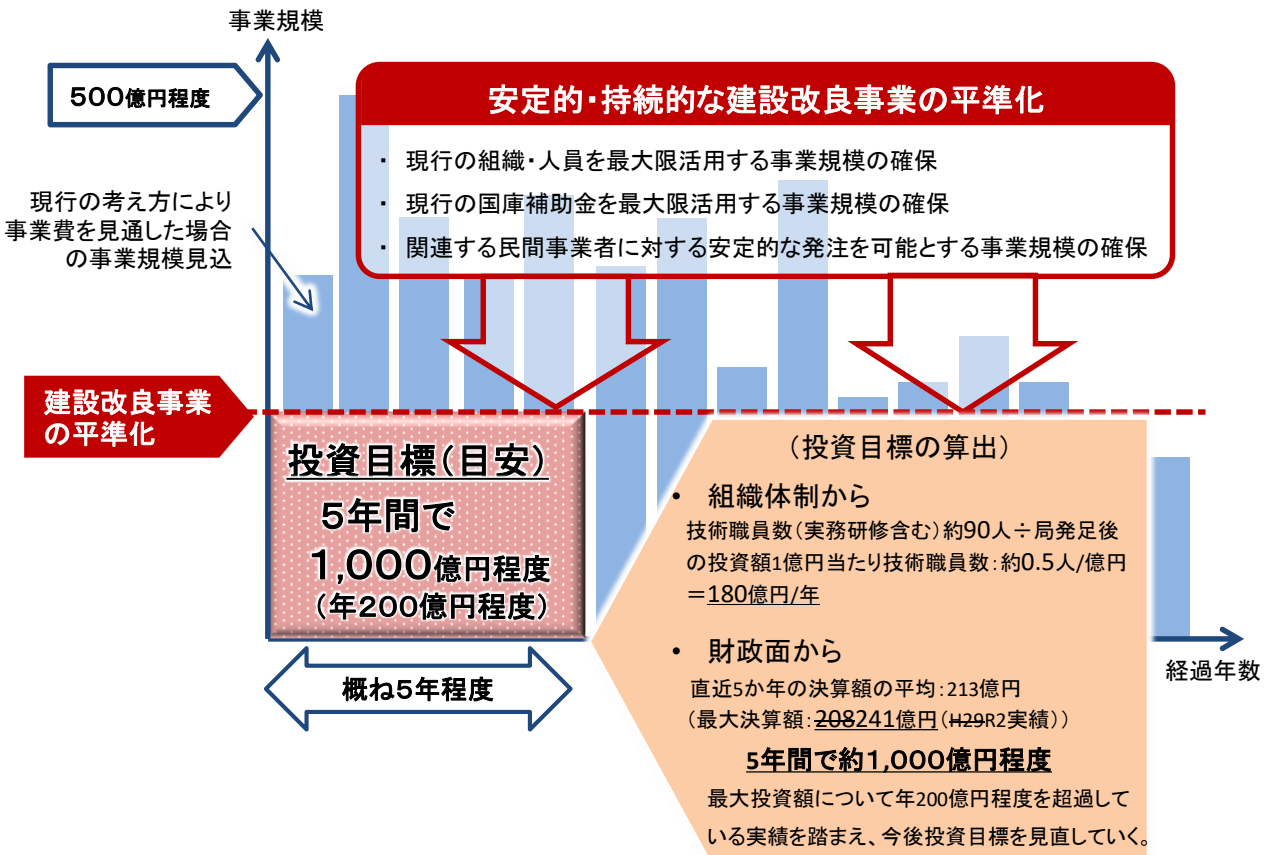 事業規模
500億円程度
安定的・持続的な建設改良事業の平準化
・ 現行の組織・人員を最大限活用する事業規模の確保
・ 現行の国庫補助金を最大限活用する事業規模の確保
・ 関連する民間事業者に対する安定的な発注を可能とする事業規模の確保
現行の考え方により
事業費を見通した場合
の事業規模見込
建設改良事業
の平準化
投資目標(目安)
5年間で
1,000億円程度
(年200億円程度)
概ね5年程度
(投資目標の算出)
• 組織体制から
技術職員数(実務研修含む)約90人÷局発足後
の投資額1億円当たり技術職員数:約0.5人/億円
=180億円/年
• 財政面から
直近5か年の決算額の平均:213億円
(最大決算額:208241億円(H29R2実績))
5年間で約1,000億円程度
最大投資額について年200億円程度を超過して
いる実績を踏まえ、今後投資目標を見直していく。
経過年数